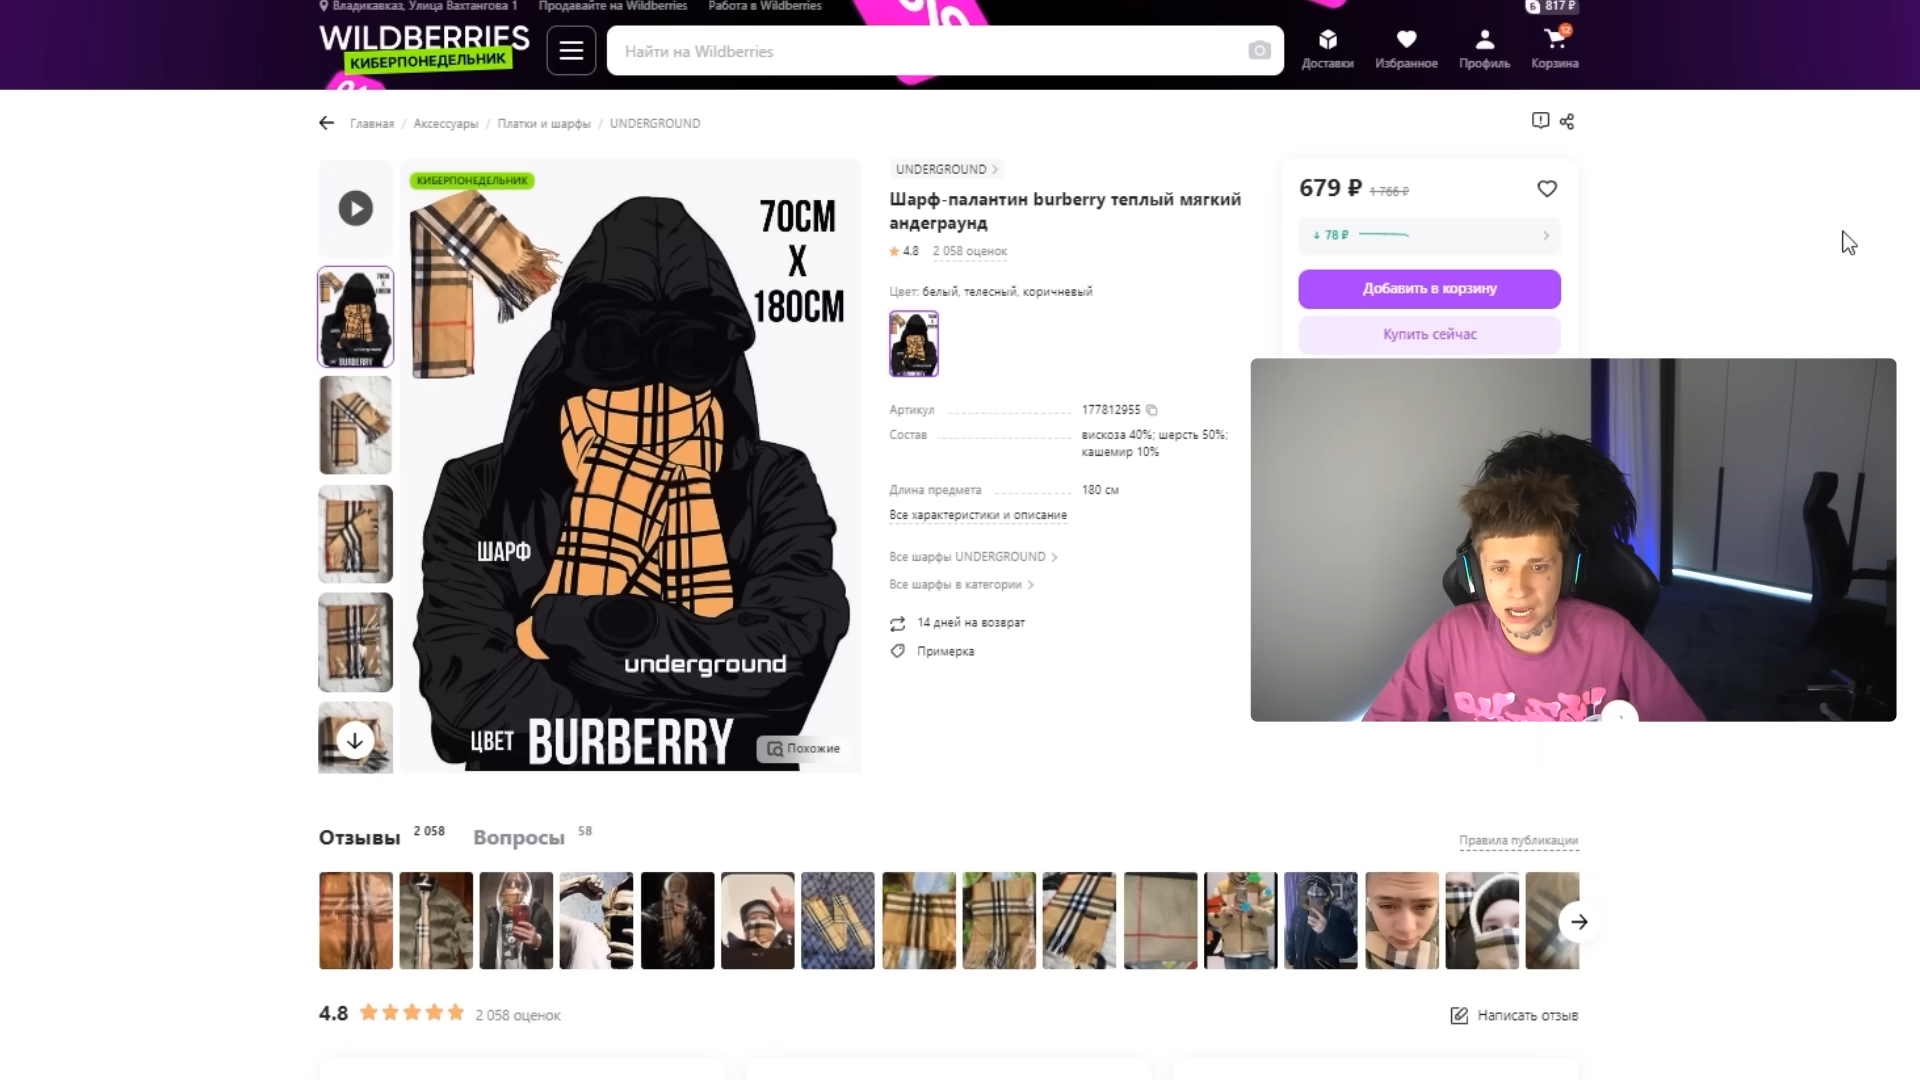 Владикавказ, Улица Вахтангова 1
Продавайте на Wildberries
Работа в Wildberries
Б 817 ₽
WILDBERRIES
КИБЕРПОНЕДЕЛЬНИК
%
Найти на Wildberries
Доставки
Избранное
Профиль
Корзина
12
Главная / Аксессуары / Платки и шарфы / UNDERGROUND
КИБЕРПОНЕДЕЛЬНИК
70СМ
X
180СМ
ШАРФ
underground
ЦВЕТ BURBERRY
Похожие
UNDERGROUND
Шарф-палантин burberry теплый мягкий
андеграунд
4.8 2 058 оценок
Цвет: белый, телесный, коричневый
Артикул 177812955
Состав вискоза 40%; шерсть 50%;
кашемир 10%
Длина предмета 180 см
Все характеристики и описание
Все шарфы UNDERGROUND
Все шарфы в категории
14 дней на возврат
Примерка
679 ₽ 1 766 ₽
78 ₽
Добавить в корзину
Купить сейчас
Отзывы 2 058
Вопросы 58
Правила публикации
4.8
2 058 оценок
Написать отзыв